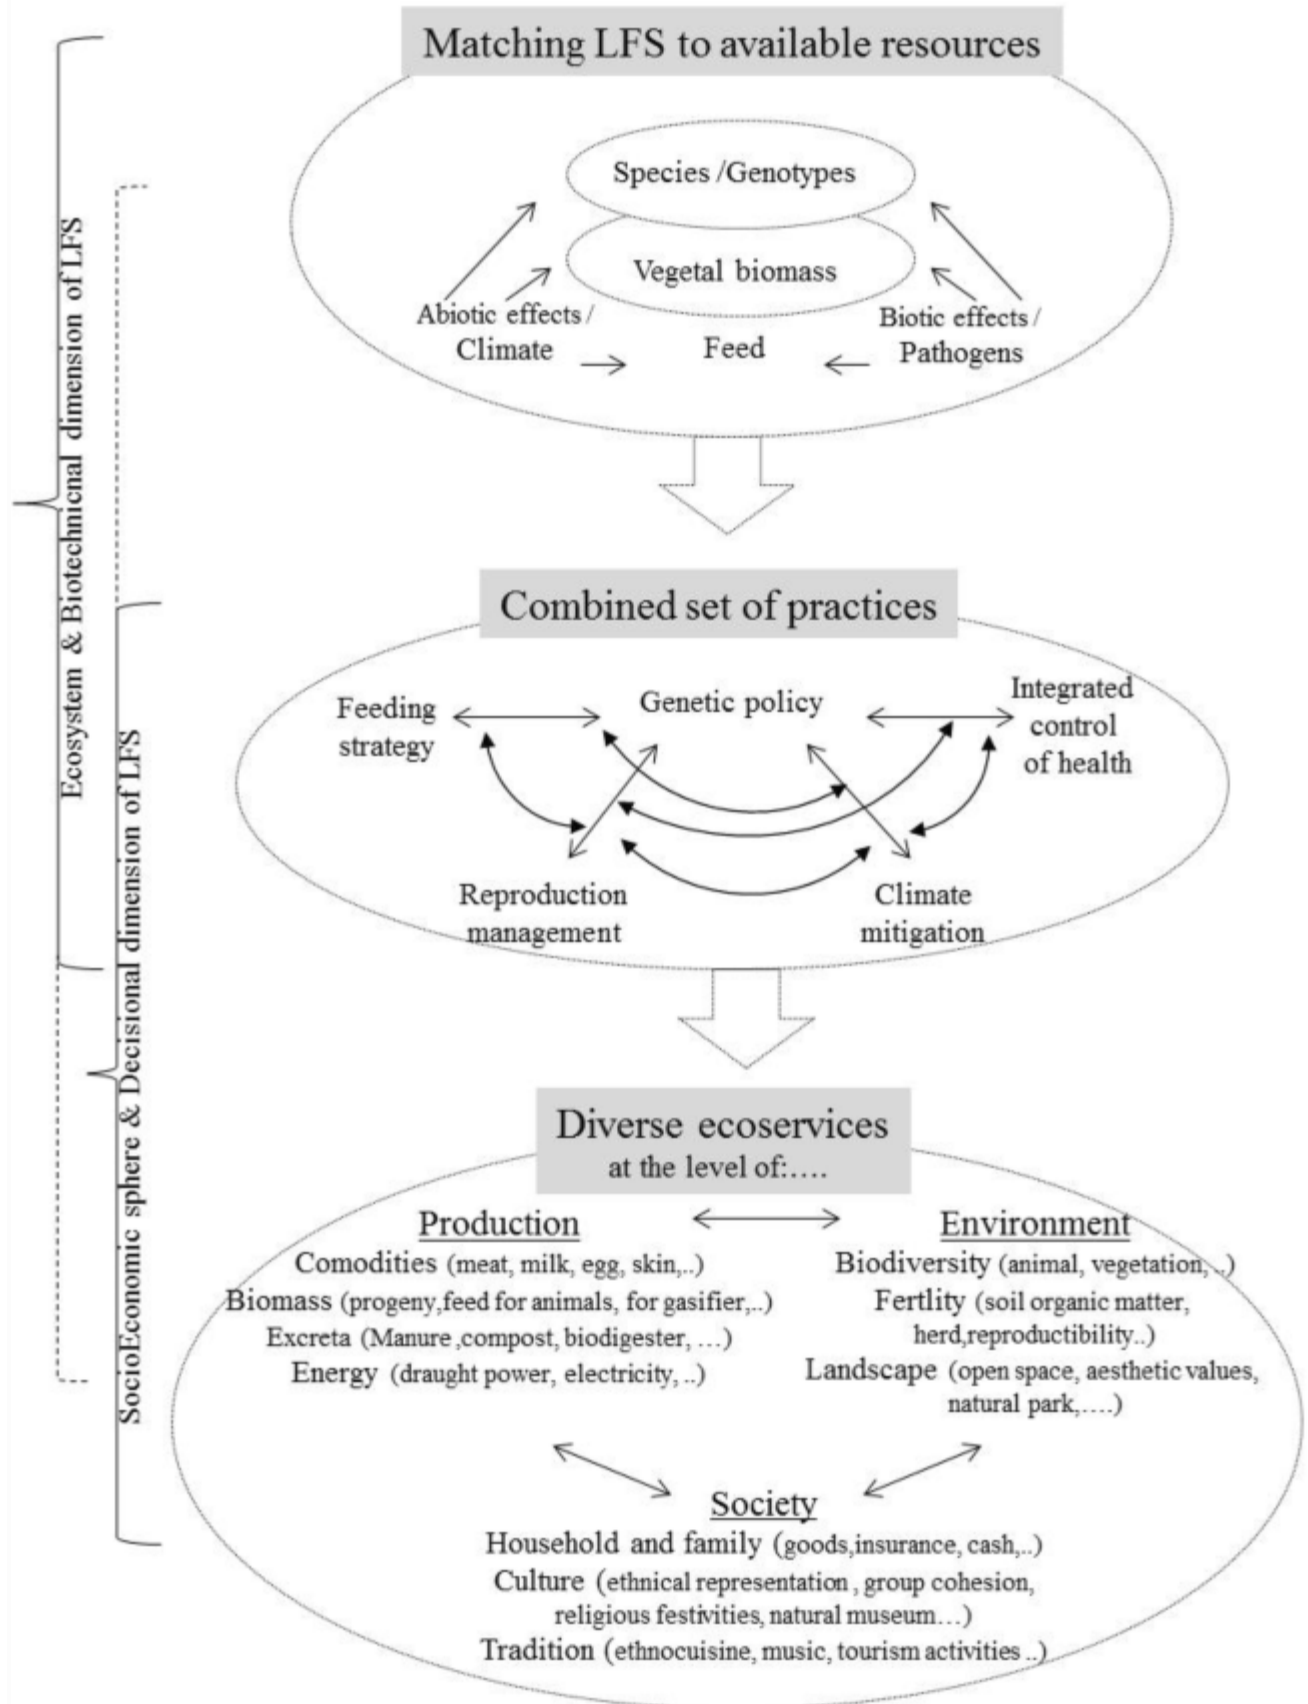 Matching LFS to available resources
Species /Genotypes
Vegetal biomass
Abiotic effects /
Climate
Feed
Biotic effects /
Pathogens
Ecosystem & Biotechnicnal dimension of LFS
Combined set of practices
Feeding
strategy
Genetic policy
Integrated
control
of health
Reproduction
management
Climate
mitigation
SocioEconomic sphere & Decisional dimension of LFS
Diverse ecoservices
at the level of:....
Production
Comodities (meat, milk, egg, skin,..)
Biomass (progeny,feed for animals, for gasifier,..)
Excreta (Manure ,compost, biodigester, ...)
Energy (draught power, electricity, ..)
Environment
Biodiversity (animal, vegetation, ..)
Fertlity (soil organic matter,
herd,reproductibility..)
Landscape (open space, aesthetic values,
natural park,....)
Society
Household and family (goods,insurance, cash,..)
Culture (ethnical representation , group cohesion,
religious festivities, natural museum...)
Tradition (ethnocuisine, music, tourism activities ..)